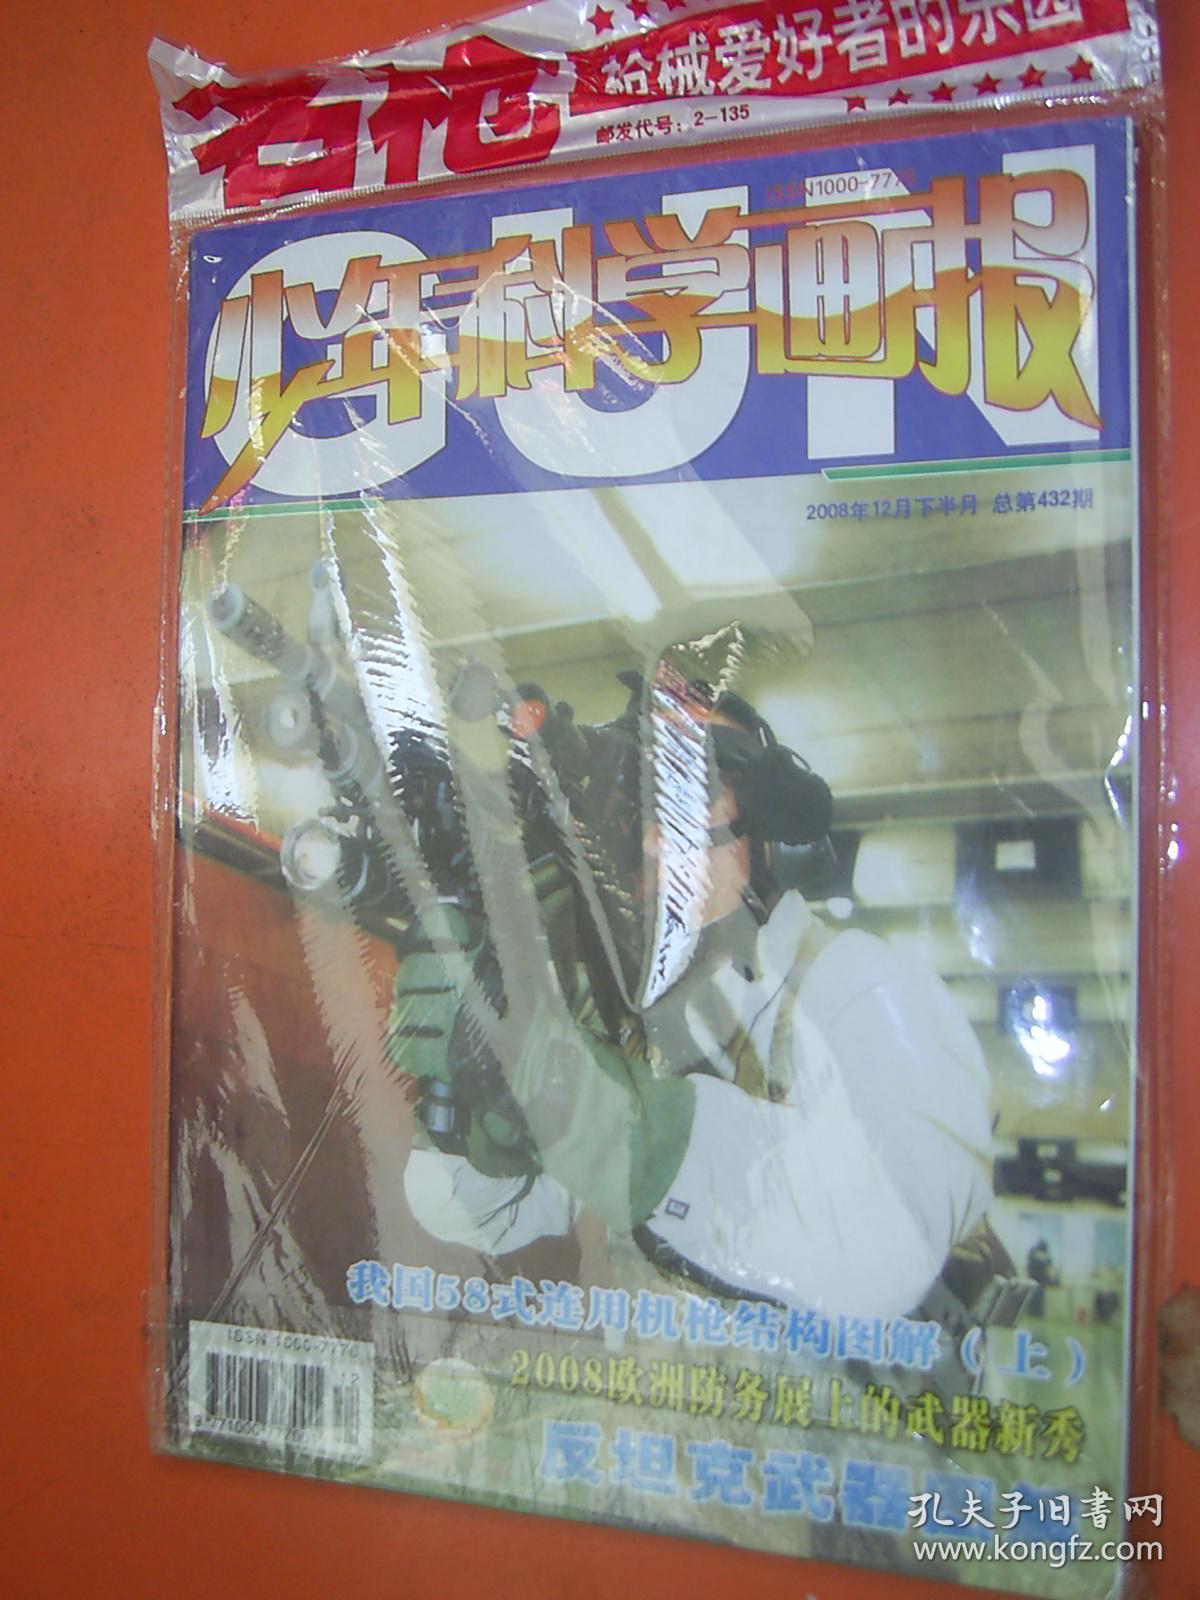 名枪
枪械爱好者的乐园
邮发代号：2-135
GUN
ISSN1000-7776
少年科学画报
2008年12月下半月 总第432期
我国58式连用机枪结构图解（上）
2008欧洲防务展上的武器新秀
反坦克武器
ISSN 1000-7776
12
孔夫子旧书网
www.kongfz.com